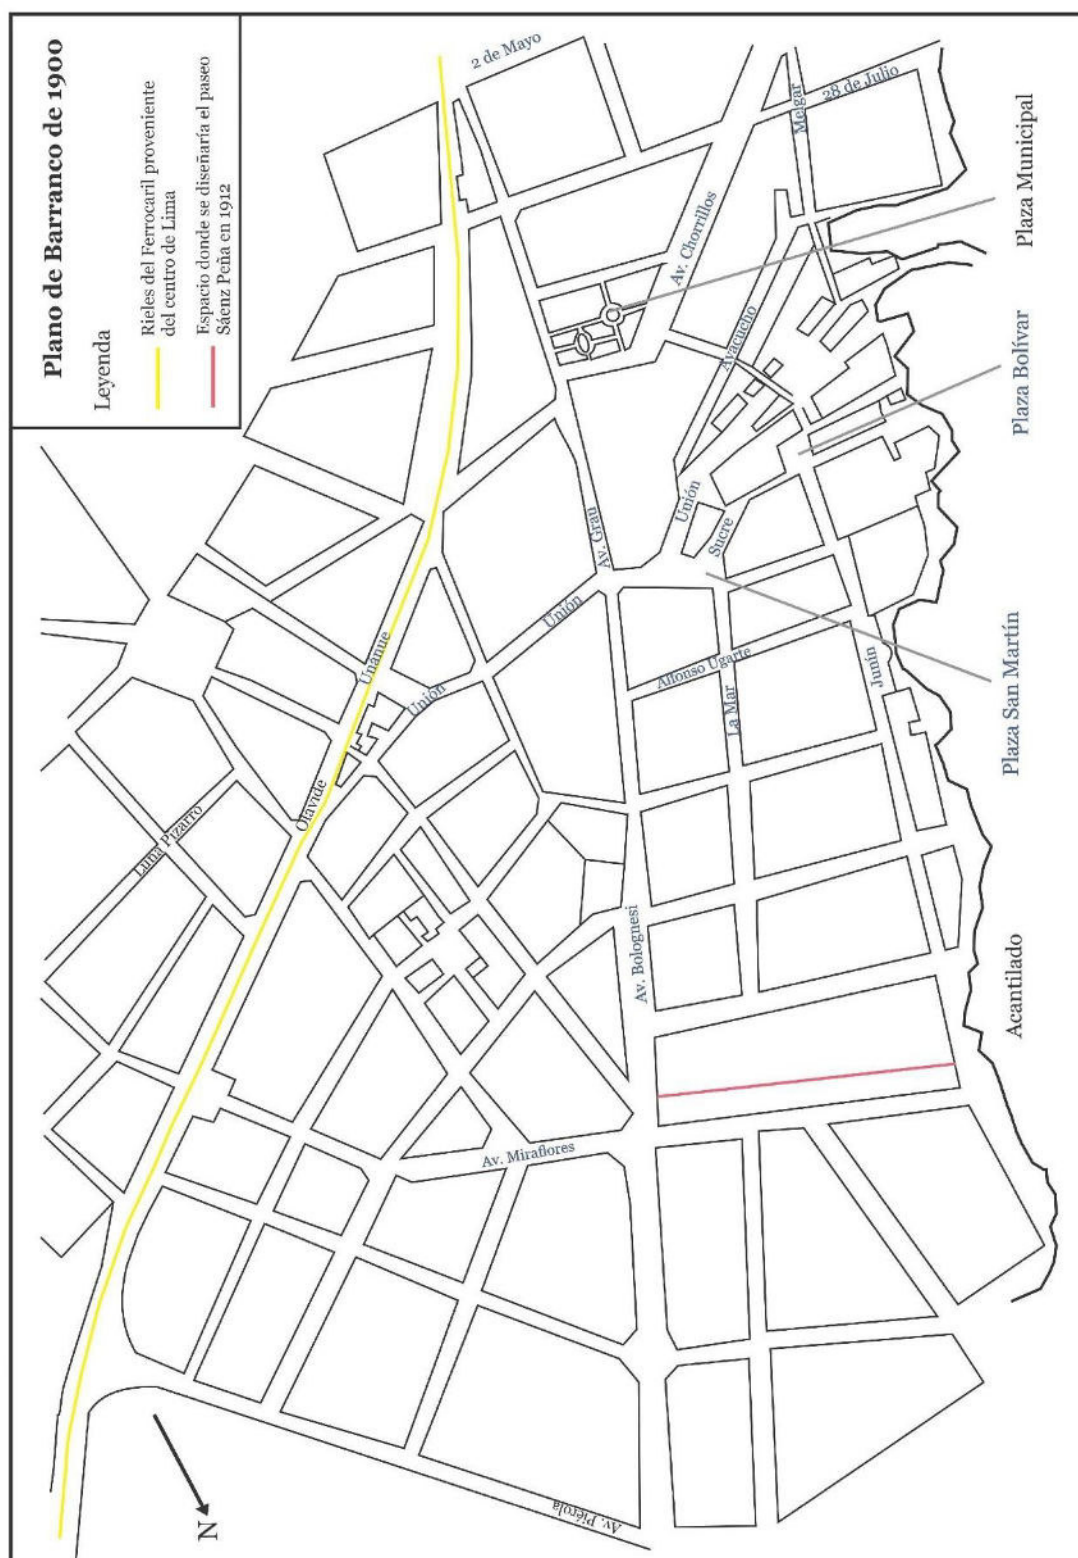 Plano de Barranco de 1900
Leyenda
Rieles del Ferrocaril proveniente
del centro de Lima
Espacio donde se diseñaría el paseo
Sáenz Peña en 1912
2 de Mayo
28 de Julio
Melgar
Av. Chorrillos
Ayacucho
Plaza Municipal
Plaza Bolívar
Unión
Sucre
Av. Grau
Unión
Unanue
Unión
Alfonso Ugarte
La Mar
Junín
Plaza San Martín
Olavide
Luna Pizarro
Av. Bolognesi
Acantilado
Av. Miraflores
Av. Piérola
N